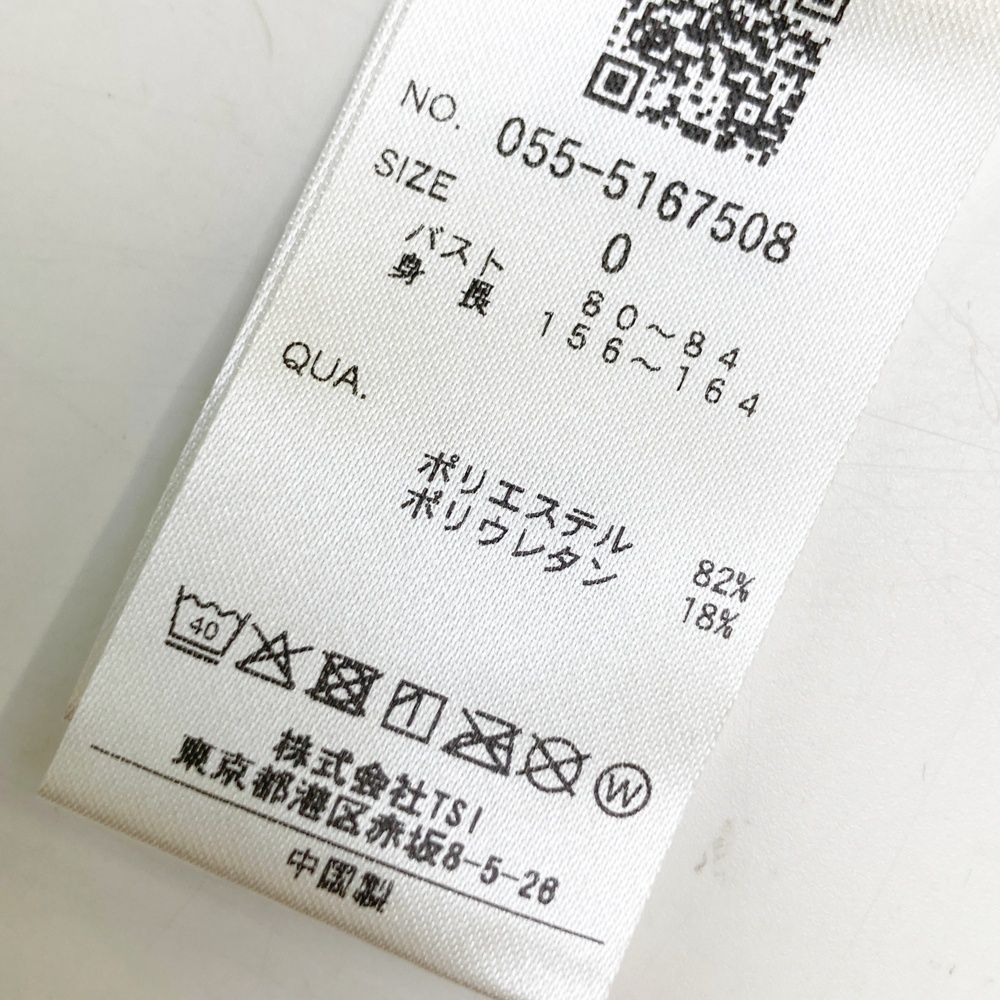 NO. 055-5167508
SIZE 0
バスト 80～84
身長 156～164
QUA.
ポリエステル 82%
ポリウレタン 18%
40
W
株式会社TSI
東京都港区赤坂8-5-28
中国製